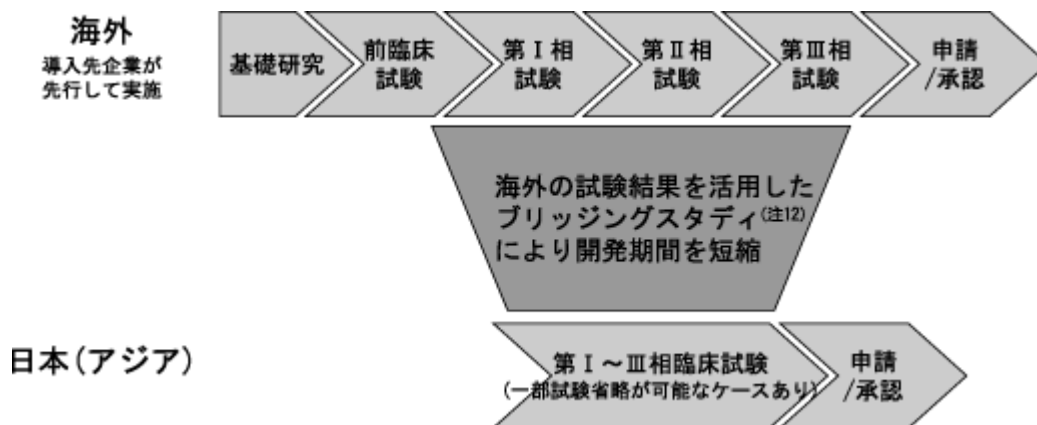 海外
導入先企業が
先行して実施
基礎研究
前臨床
試験
第Ⅰ相
試験
第Ⅱ相
試験
第Ⅲ相
試験
申請
/承認
海外の試験結果を活用した
ブリッジングスタディ(注12)
により開発期間を短縮
日本(アジア)
第Ⅰ～Ⅲ相臨床試験
(一部試験省略が可能なケースあり)
申請
/承認